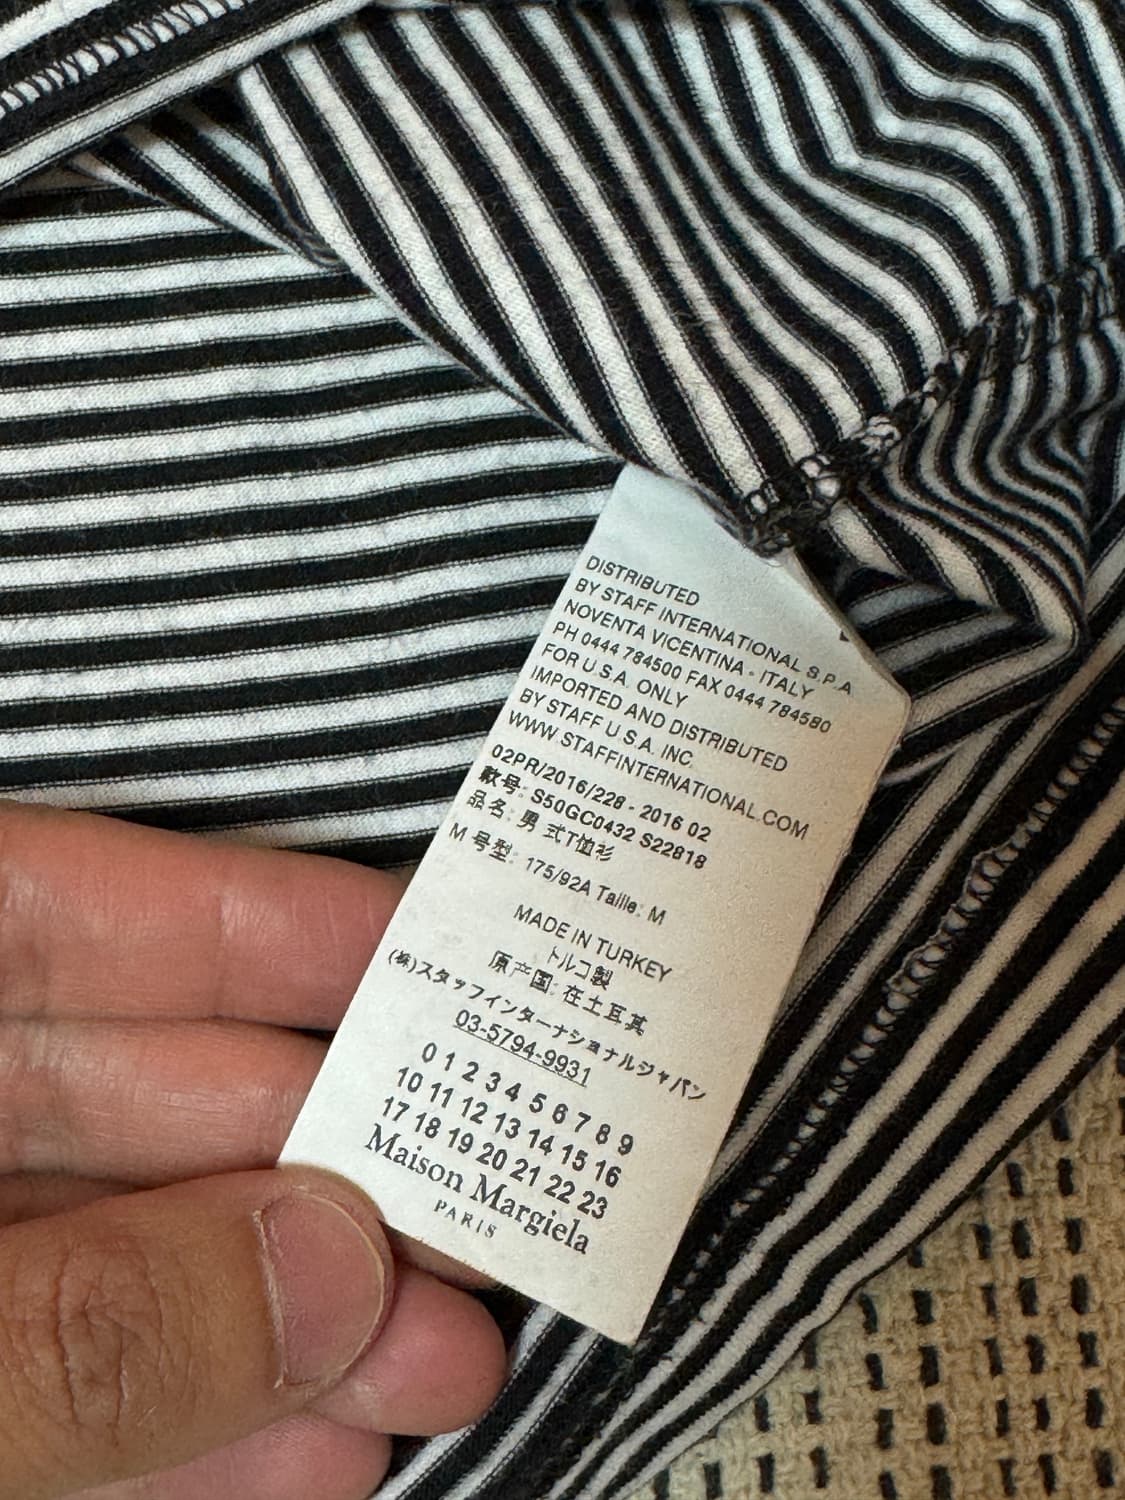 DISTRIBUTED
BY STAFF INTERNATIONAL S.P.A
NOVENTA VICENTINA - ITALY
PH 0444 784500 FAX 0444 784580
FOR U.S.A. ONLY
IMPORTED AND DISTRIBUTED
BY STAFF U.S.A. INC.
WWW.STAFFINTERNATIONAL.COM
02PR/2016/228 - 2016 02
款号: S50GC0432 S22818
品名: 男 式T恤衫
M 号型: 175/92A Taille: M
MADE IN TURKEY
トルコ製
原产国: 在土耳其
(株)スタッフインターナショナルジャパン
03-5794-9931
0 1 2 3 4 5 6 7 8 9
10 11 12 13 14 15 16
17 18 19 20 21 22 23
Maison Margiela
PARIS